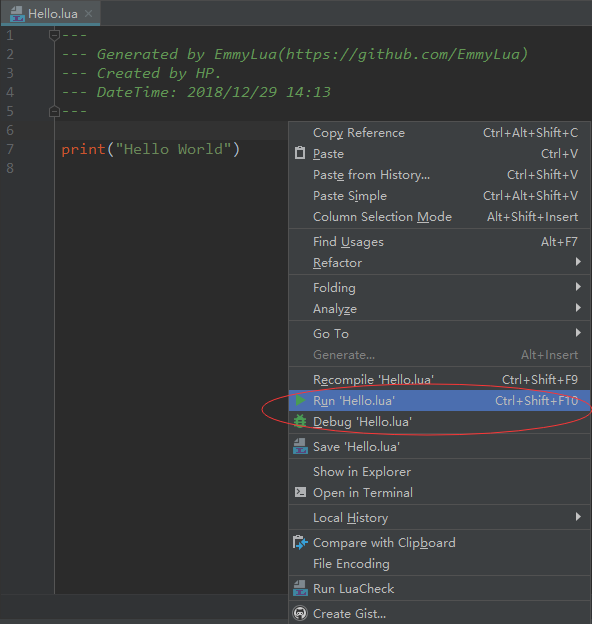 Hello.lua
1 ---
2 --- Generated by EmmyLua(https://github.com/EmmyLua)
3 --- Created by HP.
4 --- DateTime: 2018/12/29 14:13
5 ---
6
7 print("Hello World")
8
Copy Reference Ctrl+Alt+Shift+C
Paste Ctrl+V
Paste from History... Ctrl+Shift+V
Paste Simple Ctrl+Alt+Shift+V
Column Selection Mode Alt+Shift+Insert
Find Usages Alt+F7
Refactor
Folding
Analyze
Go To
Generate... Alt+Insert
Recompile 'Hello.lua' Ctrl+Shift+F9
Run 'Hello.lua' Ctrl+Shift+F10
Debug 'Hello.lua'
Save 'Hello.lua'
Show in Explorer
Open in Terminal
Local History
Compare with Clipboard
File Encoding
Run LuaCheck
Create Gist...